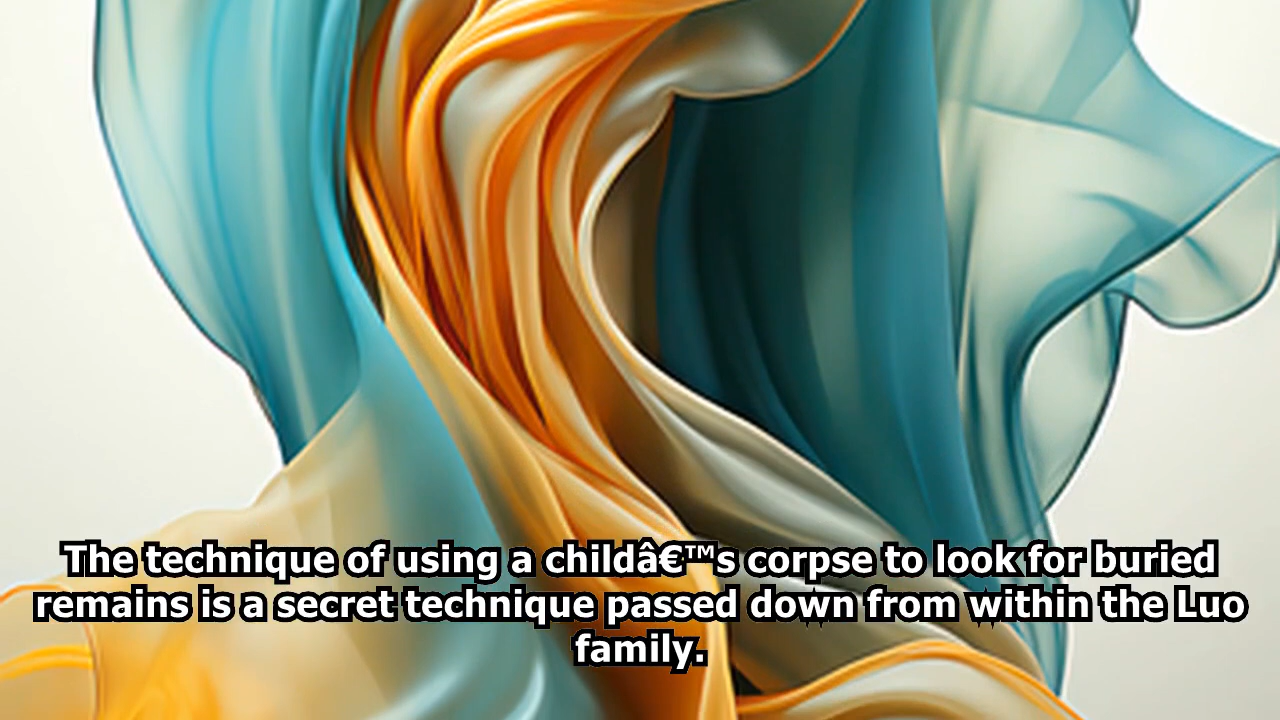 The technique of using a childâ€™s corpse to look for buried
remains is a secret technique passed down from within the Luo
family.